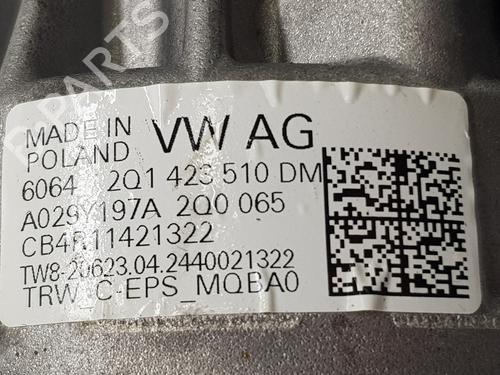 MADE IN
POLAND
VW AG
6064 2Q1 423 510 DM
A029Y197A 2Q0 065
CB4R11421322
TW8-20623.04.2440021322
TRW_C-EPS_MQBA0